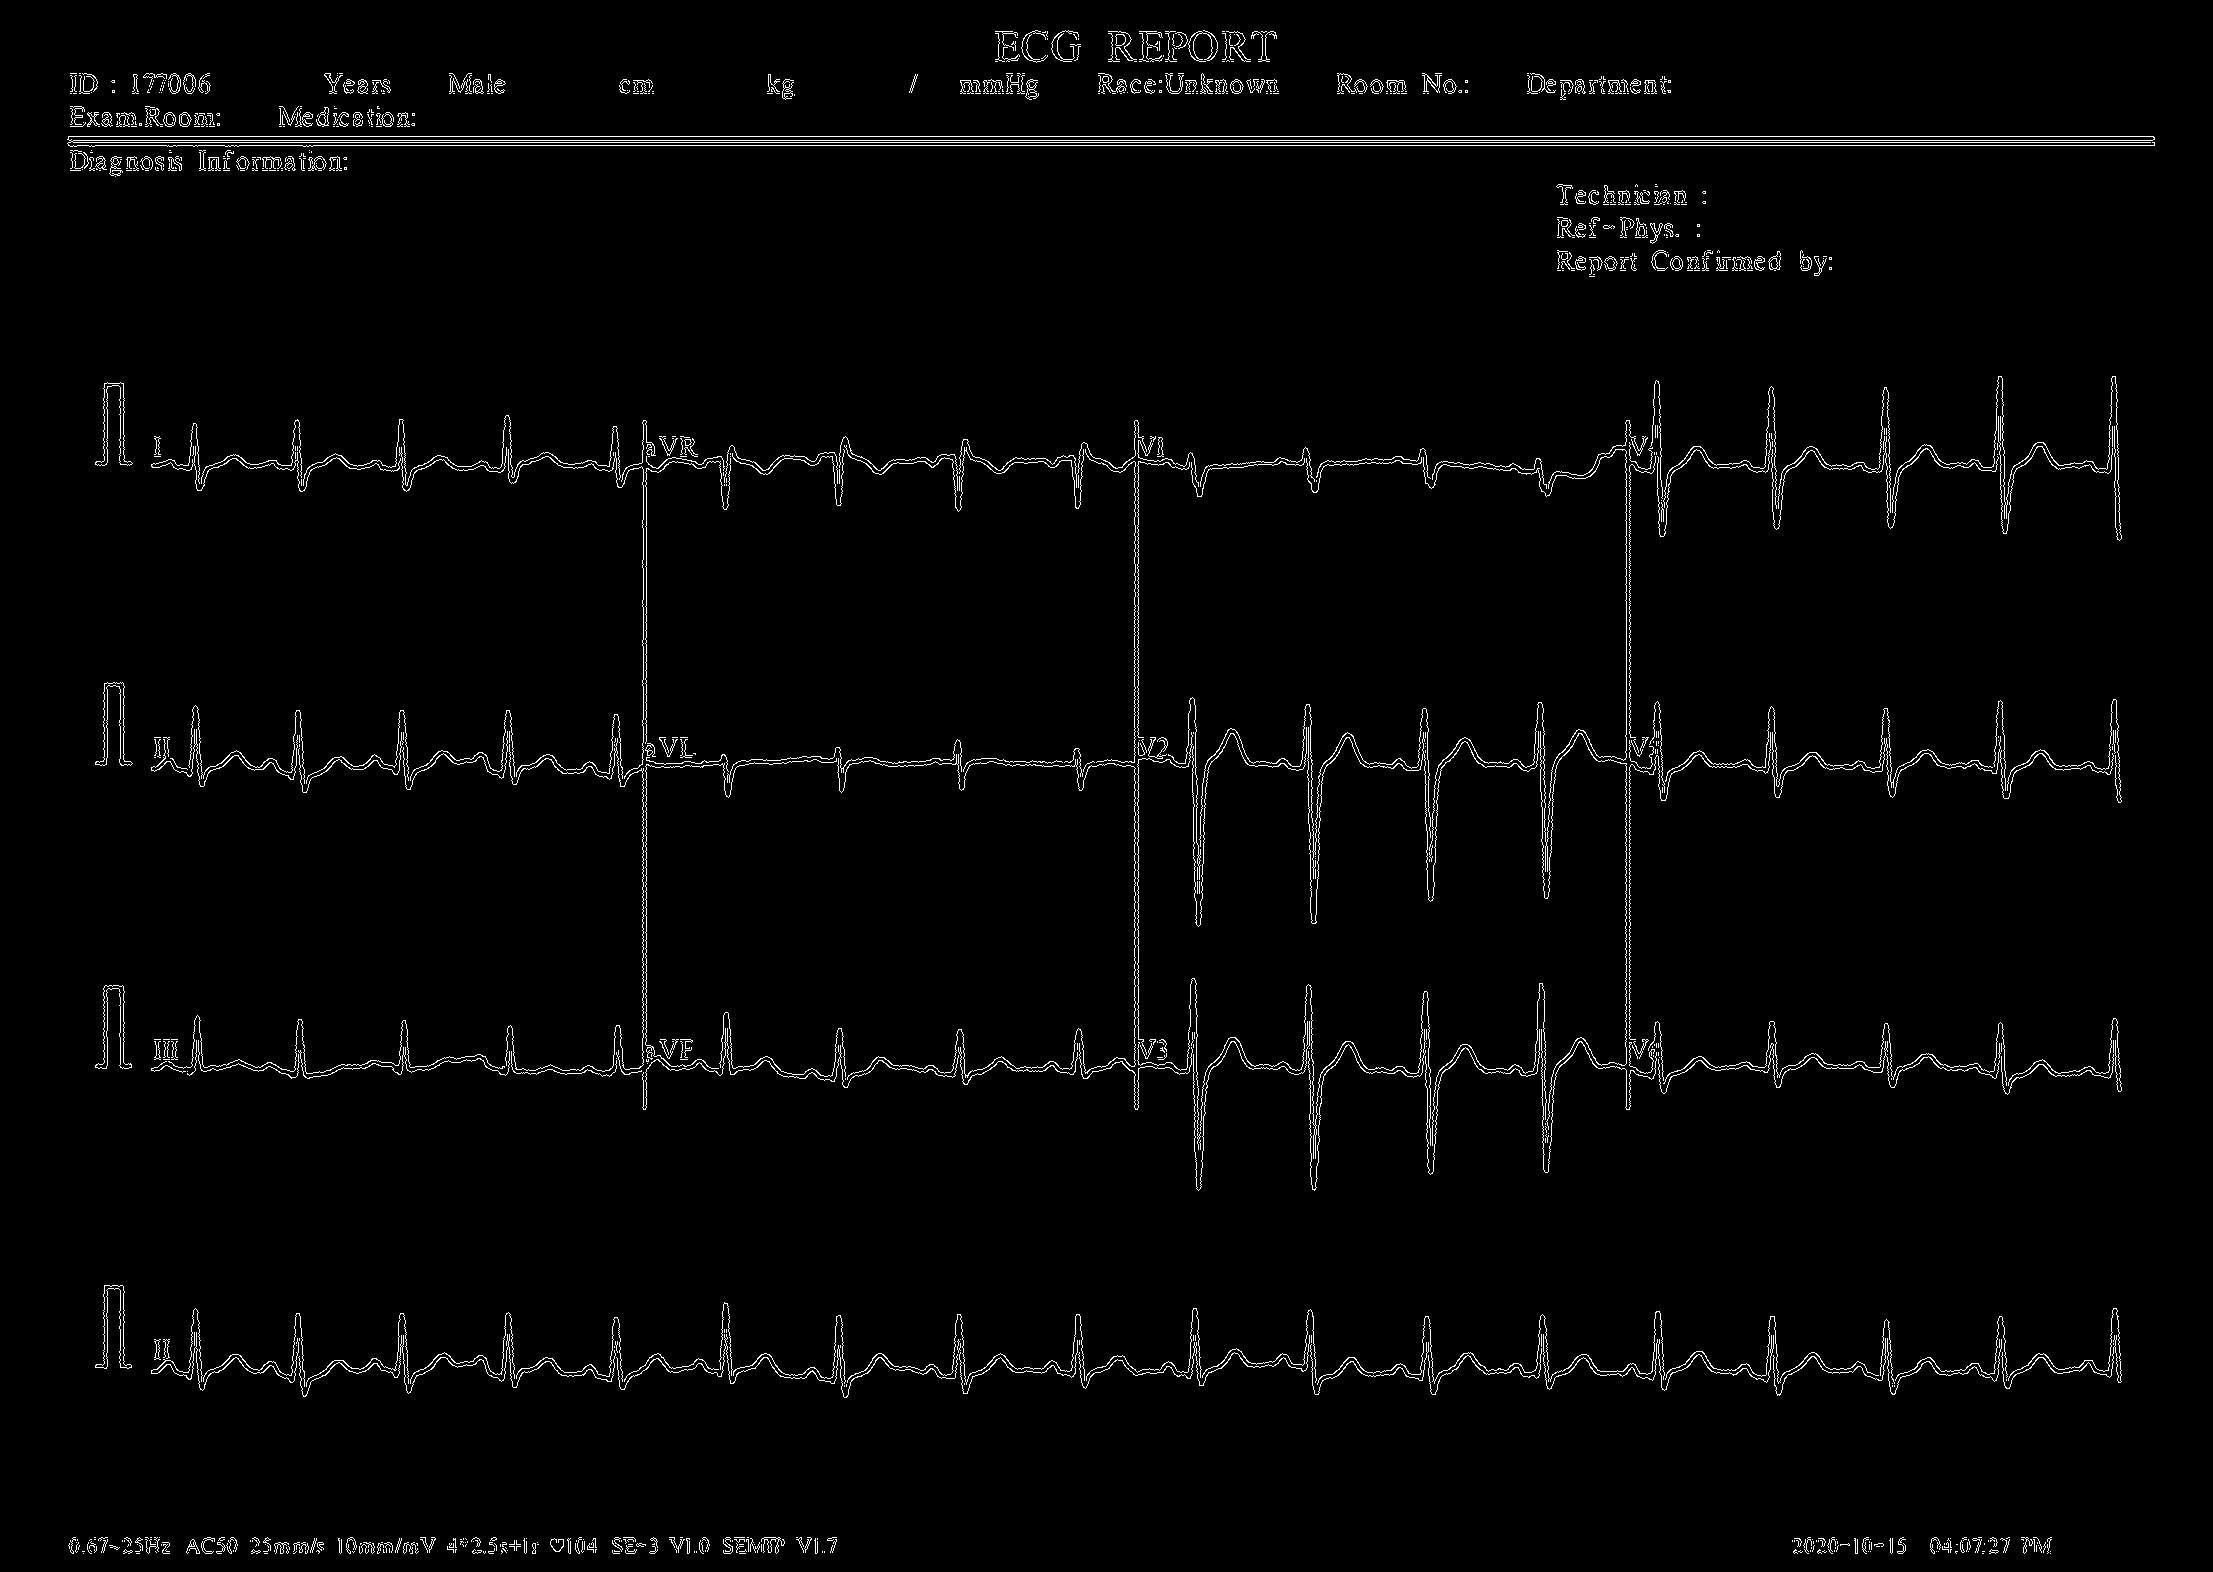 ECG REPORT
ID : 177006 Years Male cm kg / mmHg Race:Unknown Room No.: Department:
Exam.Room: Medication:
Diagnosis Information:
Technician :
Ref-Phys. :
Report Confirmed by:
I aVR V1
II aVL V2 V5
III aVF V3 V6
II
0.67~25Hz AC50 25mm/s 10mm/mV 4*2.5s+1r ♡104 SE-3 V1.0 V1.7 2020-10-15 04:07:27 PM